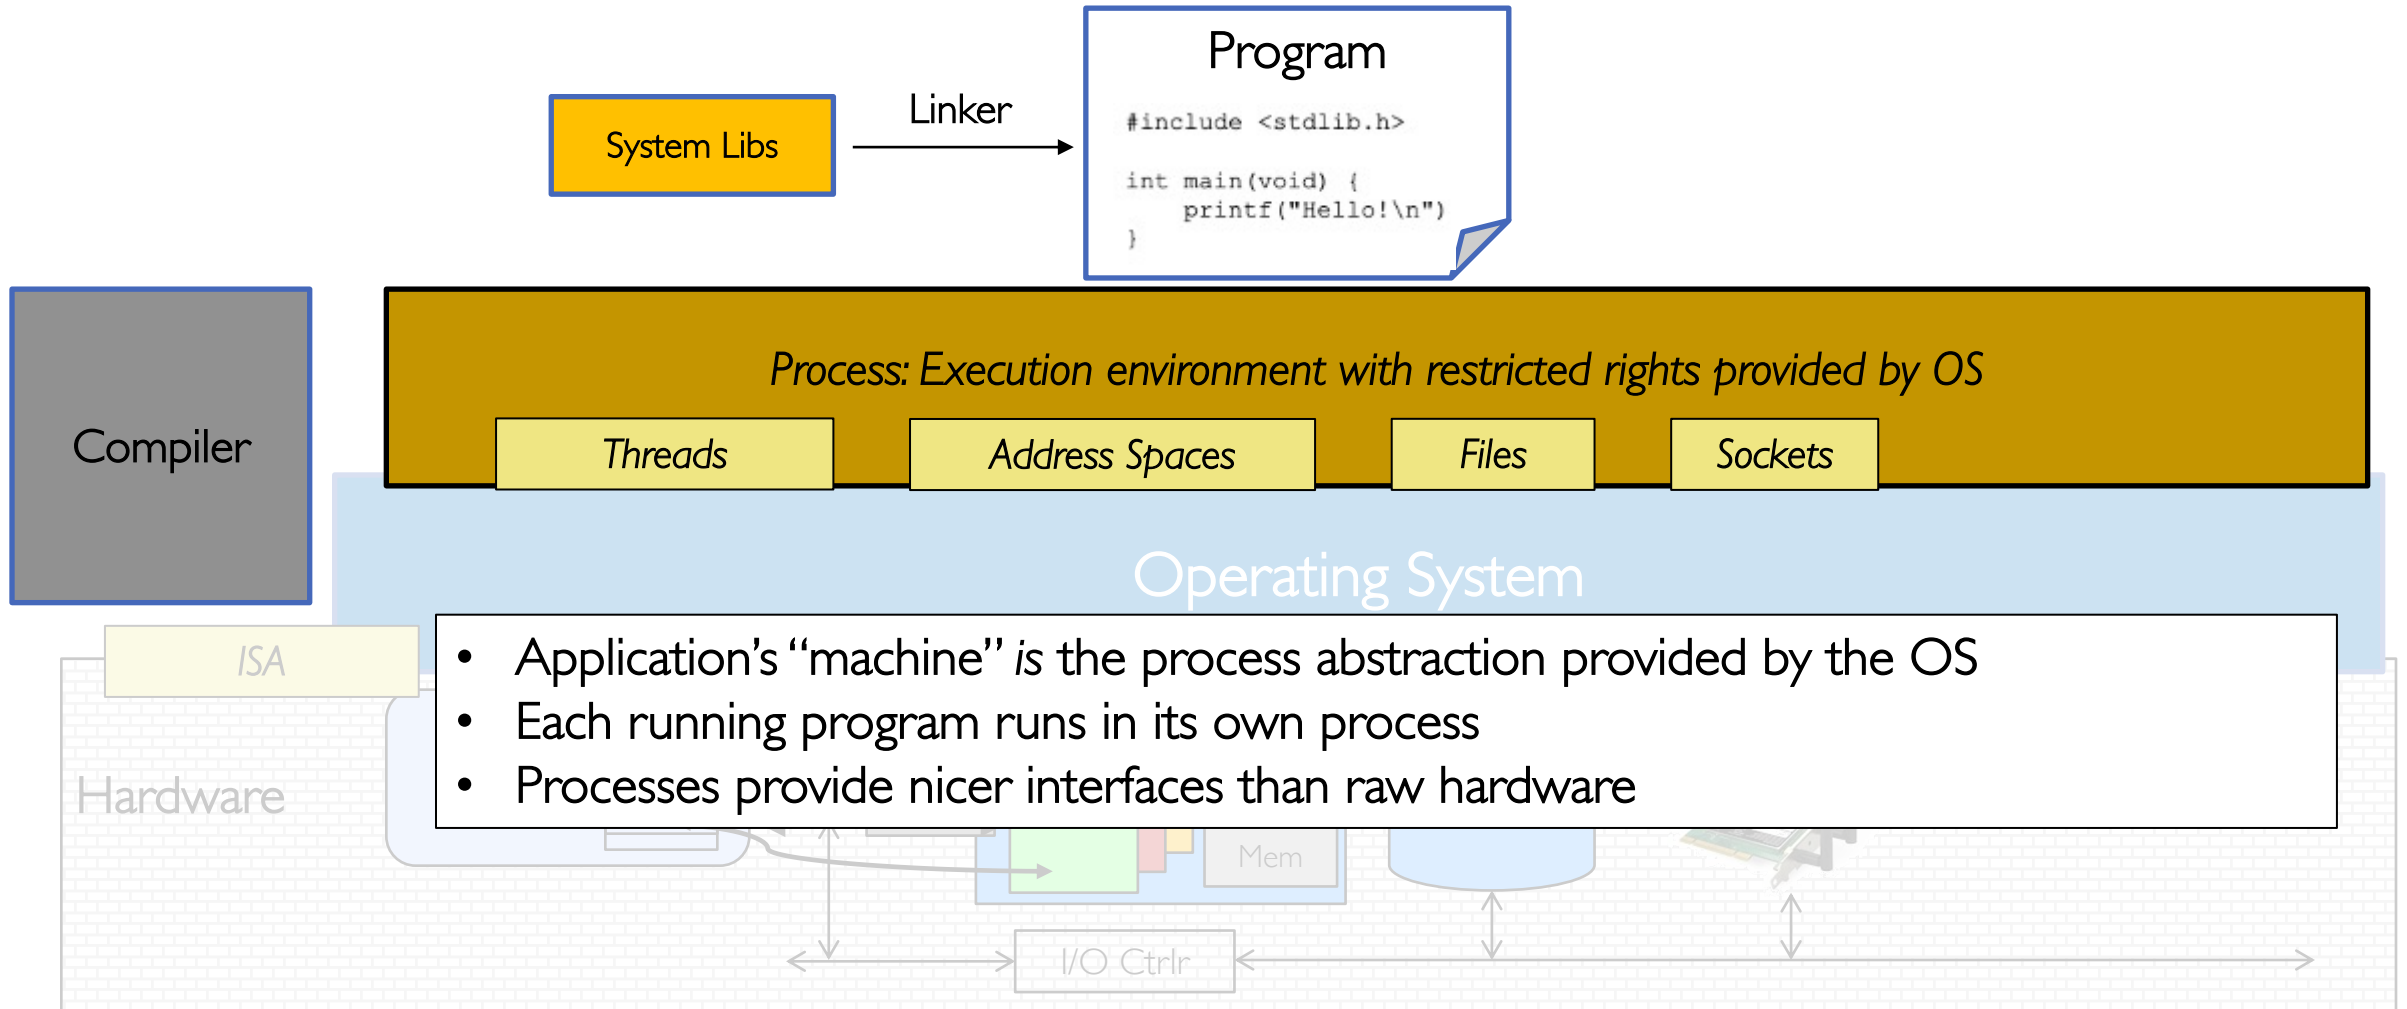 Program
#include <stdlib.h>
int main(void) {
printf("Hello!\n")
}
Linker
System Libs
Compiler
Process: Execution environment with restricted rights provided by OS
Threads
Address Spaces
Files
Sockets
Operating System
ISA
• Application’s “machine” is the process abstraction provided by the OS
• Each running program runs in its own process
• Processes provide nicer interfaces than raw hardware
Hardware
Mem
I/O Ctrlr